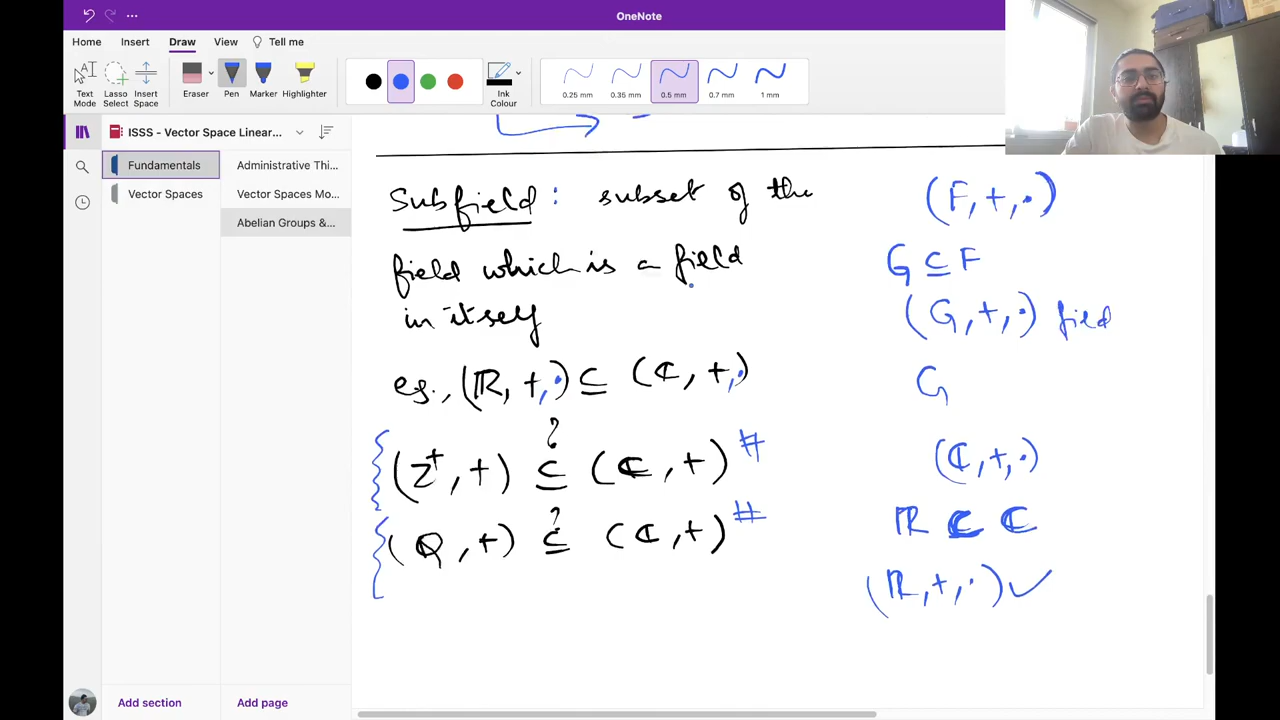 OneNote
Home Insert Draw View Tell me
Text Mode
Lasso Select
Insert Space
Eraser
Pen
Marker
Highlighter
Ink Colour
0.25 mm
0.35 mm
0.5 mm
0.7 mm
1 mm
ISSS - Vector Space Linear...
Fundamentals
Vector Spaces
Administrative Thi...
Vector Spaces Mo...
Abelian Groups &...
Subfield : subset of the
field which is a field
in itself
eg., (ℝ, +, ·) ⊆ (ℂ, +, ·)
(Z⁺, +) ⊆? (ℂ, +) #
(ℚ, +) ⊆? (ℂ, +) #
(F, +, ·)
G ⊆ F
(G, +, ·) field
G
(ℂ, +, ·)
ℝ ⊆ ℂ
(ℝ, +, ·) ✓
Add section
Add page